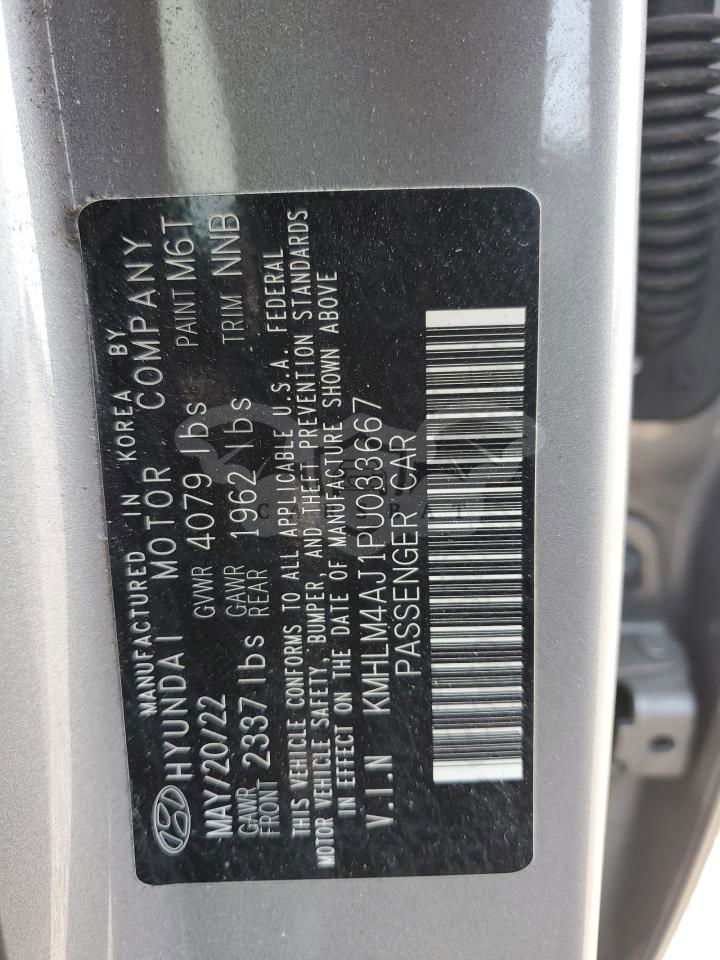 MANUFACTURED IN KOREA BY
HYUNDAI MOTOR COMPANY
MAY/20/22 GVWR 4079 lbs PAINT M6T
GAWR FRONT 2337 lbs GAWR REAR 1962 lbs TRIM NNB
THIS VEHICLE CONFORMS TO ALL APPLICABLE U.S.A. FEDERAL
MOTOR VEHICLE SAFETY, BUMPER, AND THEFT PREVENTION STANDARDS
IN EFFECT ON THE DATE OF MANUFACTURE SHOWN ABOVE
V.I.N KMHLM4AJ1PU033667
PASSENGER CAR